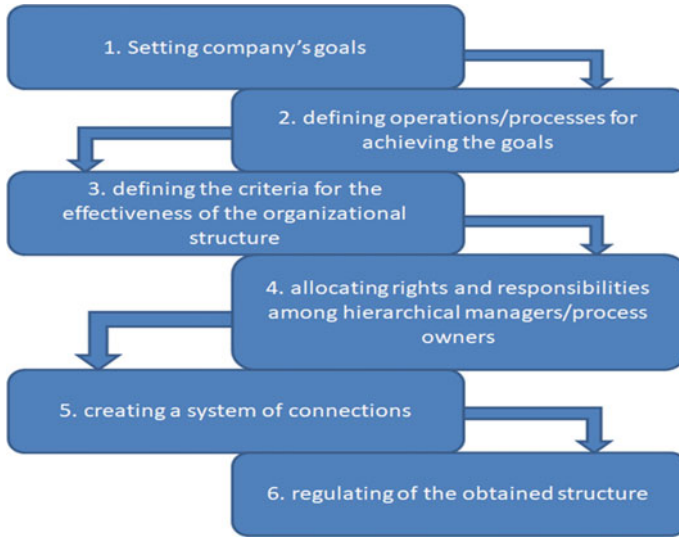 1. Setting company’s goals
2. defining operations/processes for
achieving the goals
3. defining the criteria for the
effectiveness of the organizational
structure
4. allocating rights and responsibilities
among hierarchical managers/process
owners
5. creating a system of connections
6. regulating of the obtained structure